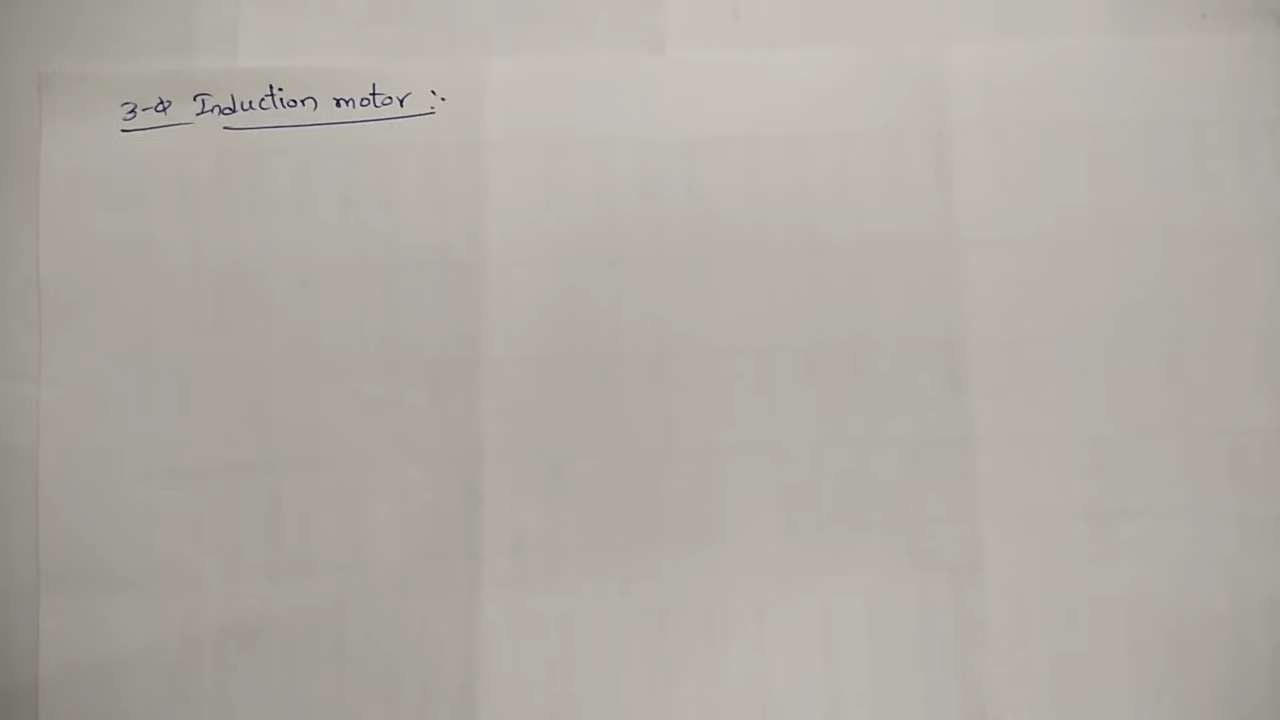 3-Φ Induction motor :-